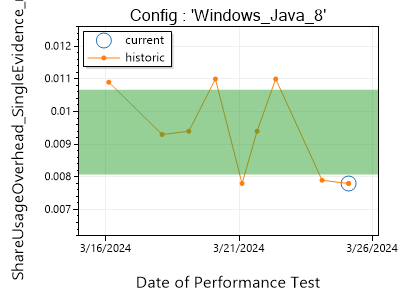 Config : 'Windows_Java_8'
current
historic
0.012
0.011
0.01
0.009
0.008
0.007
3/16/2024
3/21/2024
3/26/2024
Date of Performance Test
ShareUsageOverhead_SingleEvidence_